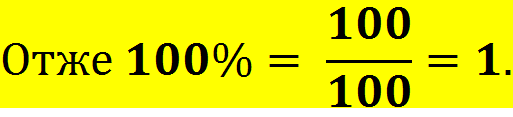 Отже 100% = 100/100 = 1.